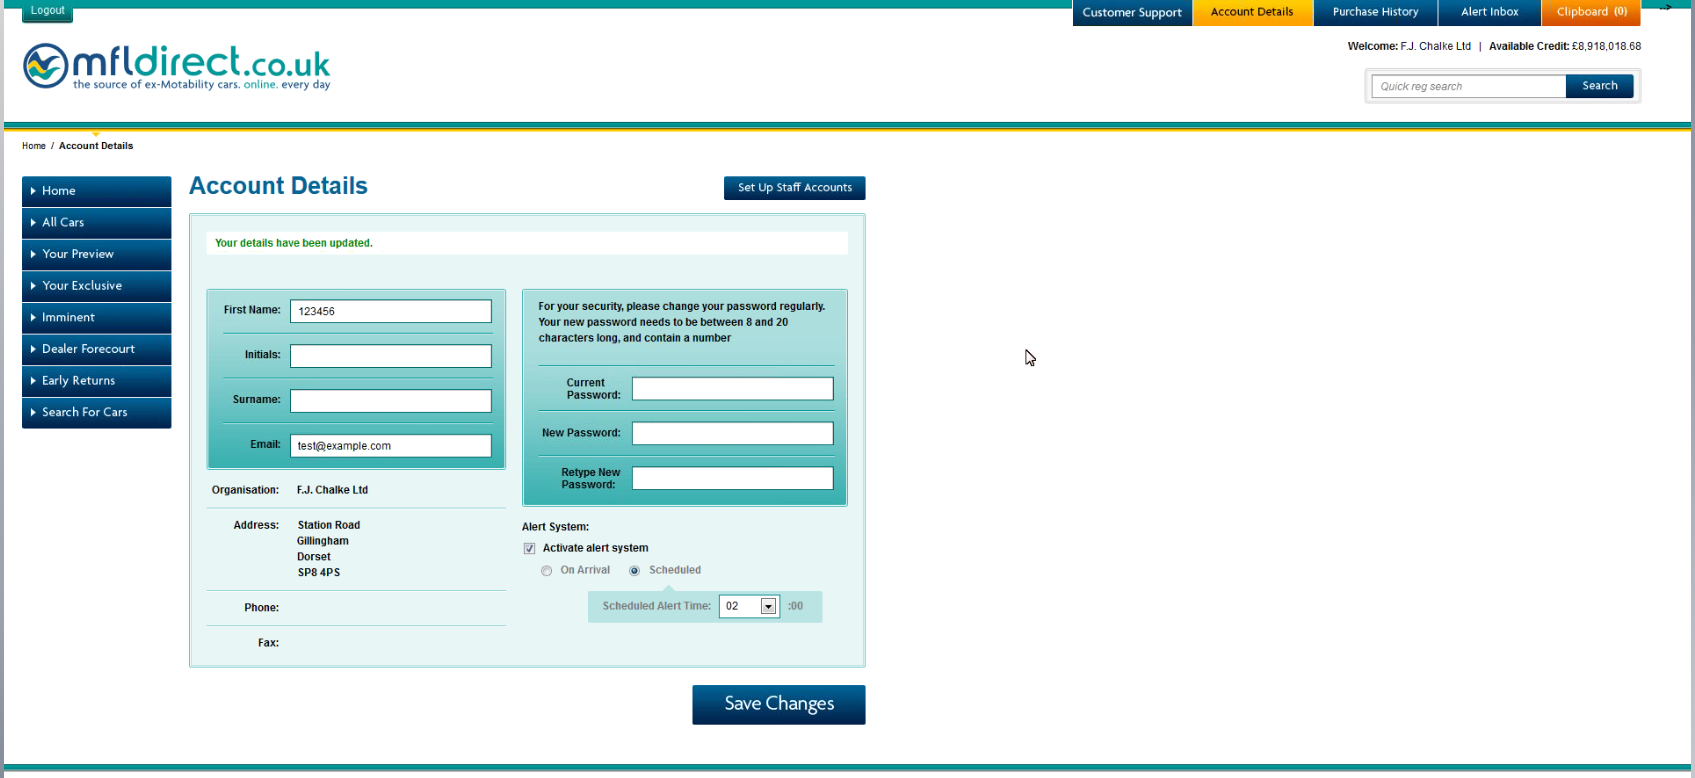 Logout
Customer Support
Account Details
Purchase History
Alert Inbox
Clipboard (0)
-->
Welcome: F.J. Chalke Ltd | Available Credit: £8,918,018.68
mfldirect.co.uk
the source of ex-Motability cars. online. every day
Quick reg search
Search
Home / Account Details
Home
All Cars
Your Preview
Your Exclusive
Imminent
Dealer Forecourt
Early Returns
Search For Cars
Account Details
Set Up Staff Accounts
Your details have been updated.
First Name: 123456
Initials:
Surname:
Email: test@example.com
Organisation: F.J. Chalke Ltd
Address: Station Road
Gillingham
Dorset
SP8 4PS
Phone:
Fax:
For your security, please change your password regularly.
Your new password needs to be between 8 and 20
characters long, and contain a number
Current
Password:
New Password:
Retype New
Password:
Alert System:
Activate alert system
On Arrival
Scheduled
Scheduled Alert Time: 02 :00
Save Changes